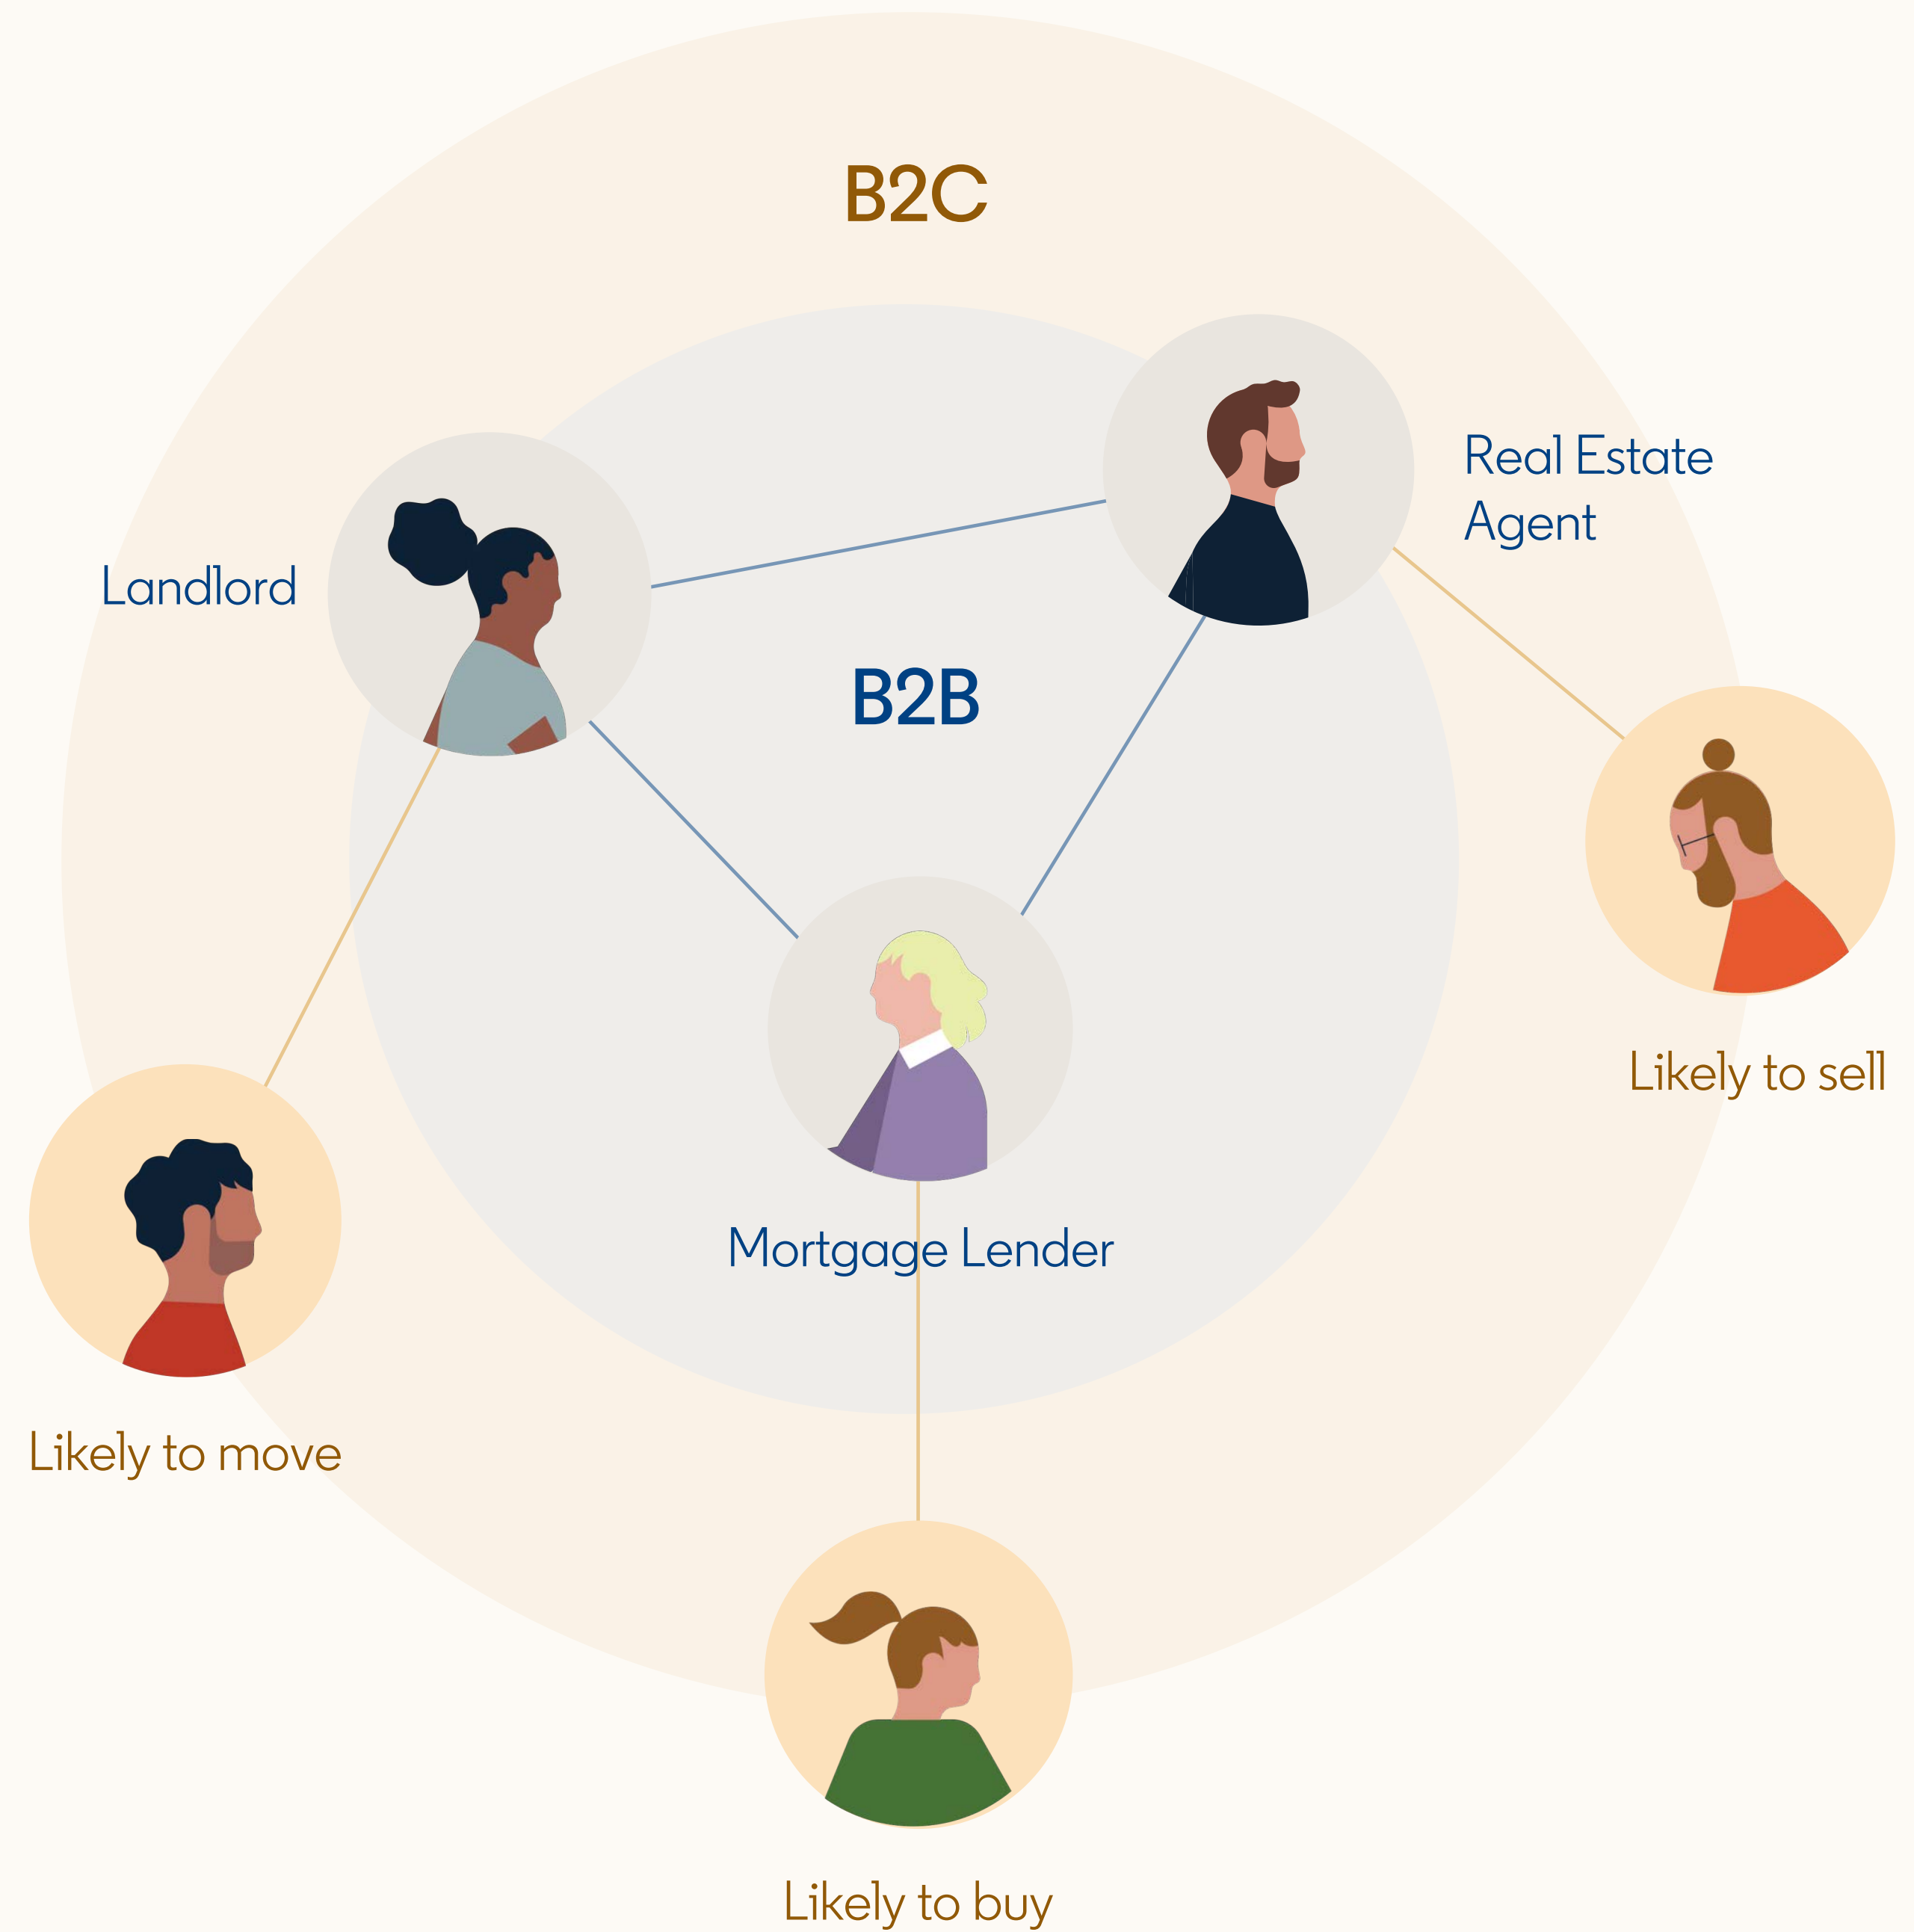 B2C
Real Estate
Agent
Landlord
B2B
Likely to sell
Mortgage Lender
Likely to move
Likely to buy